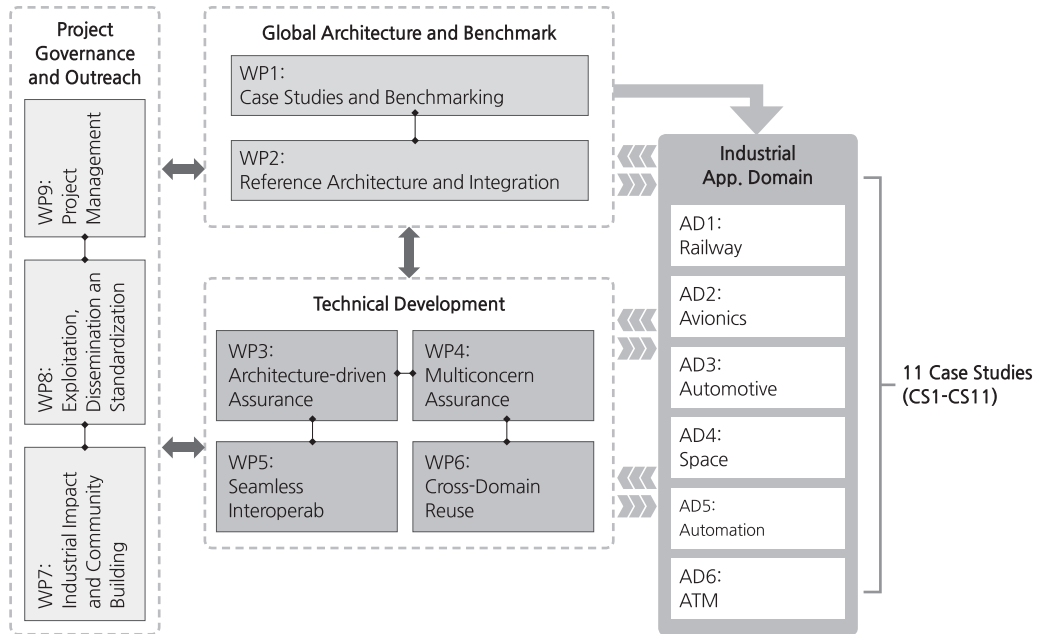 Project
Governance
and Outreach
WP9:
Project
Management
WP8:
Exploitation,
Dissemination an
Standardization
WP7:
Industrial Impact
and Community
Building
Global Architecture and Benchmark
WP1:
Case Studies and Benchmarking
WP2:
Reference Architecture and Integration
Technical Development
WP3:
Architecture-driven
Assurance
WP4:
Multiconcern
Assurance
WP5:
Seamless
Interoperab
WP6:
Cross-Domain
Reuse
Industrial
App. Domain
AD1:
Railway
AD2:
Avionics
AD3:
Automotive
AD4:
Space
AD5:
Automation
AD6:
ATM
11 Case Studies
(CS1-CS11)